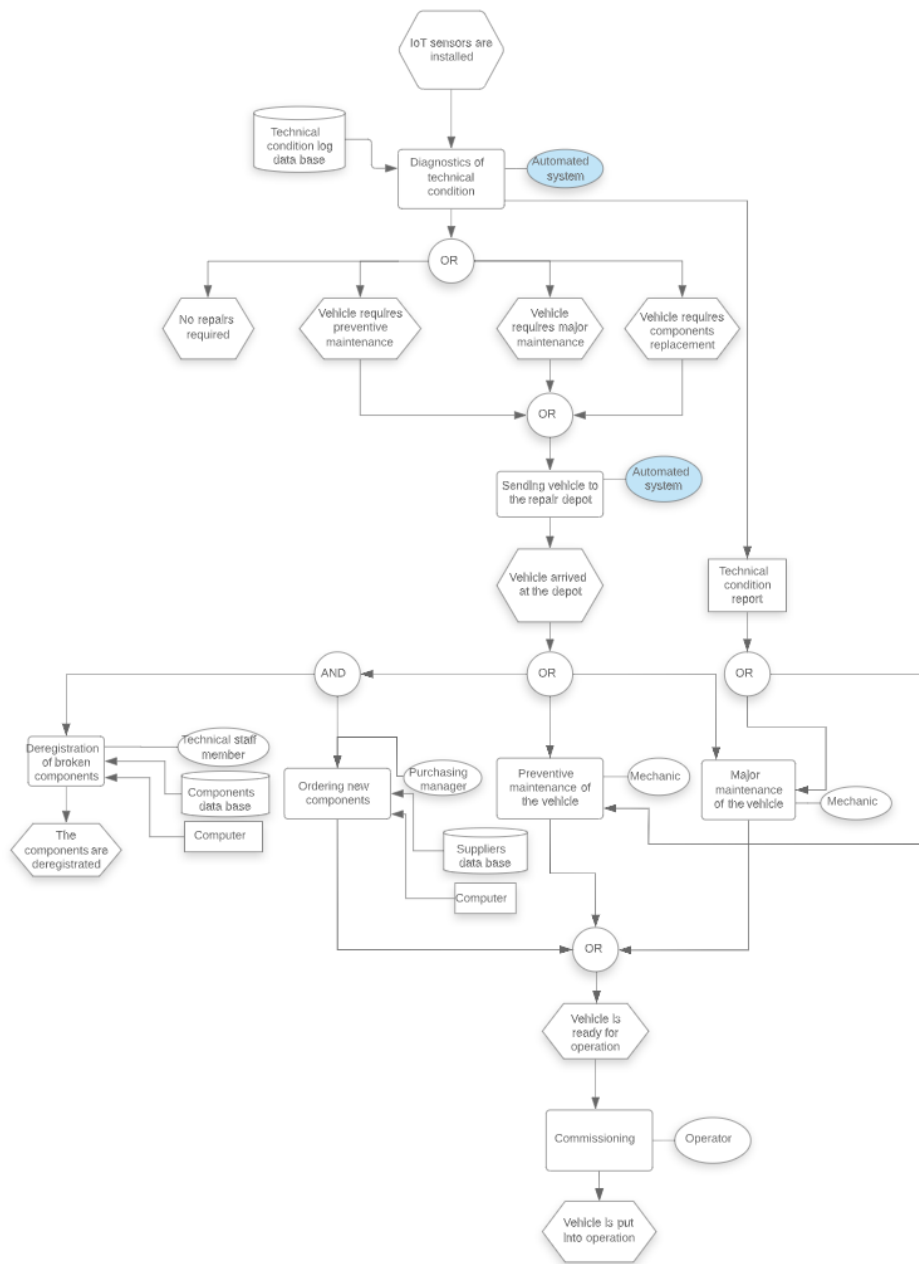 IoT sensors are
installed
Technical
condition log
data base
Diagnostics of
technical
condition
Automated
system
OR
No repairs
required
Vehicle requires
preventive
maintenance
Vehicle
requires major
maintenance
Vehicle requires
components
replacement
OR
Sending vehicle to
the repair depot
Automated
system
Vehicle arrived
at the depot
Technical
condition
report
AND
OR
OR
Deregistration
of broken
components
Technical staff
member
Components
data base
Computer
The
components are
deregistrated
Ordering new
components
Purchasing
manager
Suppliers
data base
Computer
Preventive
maintenance of
the vehicle
Mechanic
Major
maintenance
of the vehicle
Mechanic
OR
Vehicle is
ready for
operation
Commissioning
Operator
Vehicle is put
into operation